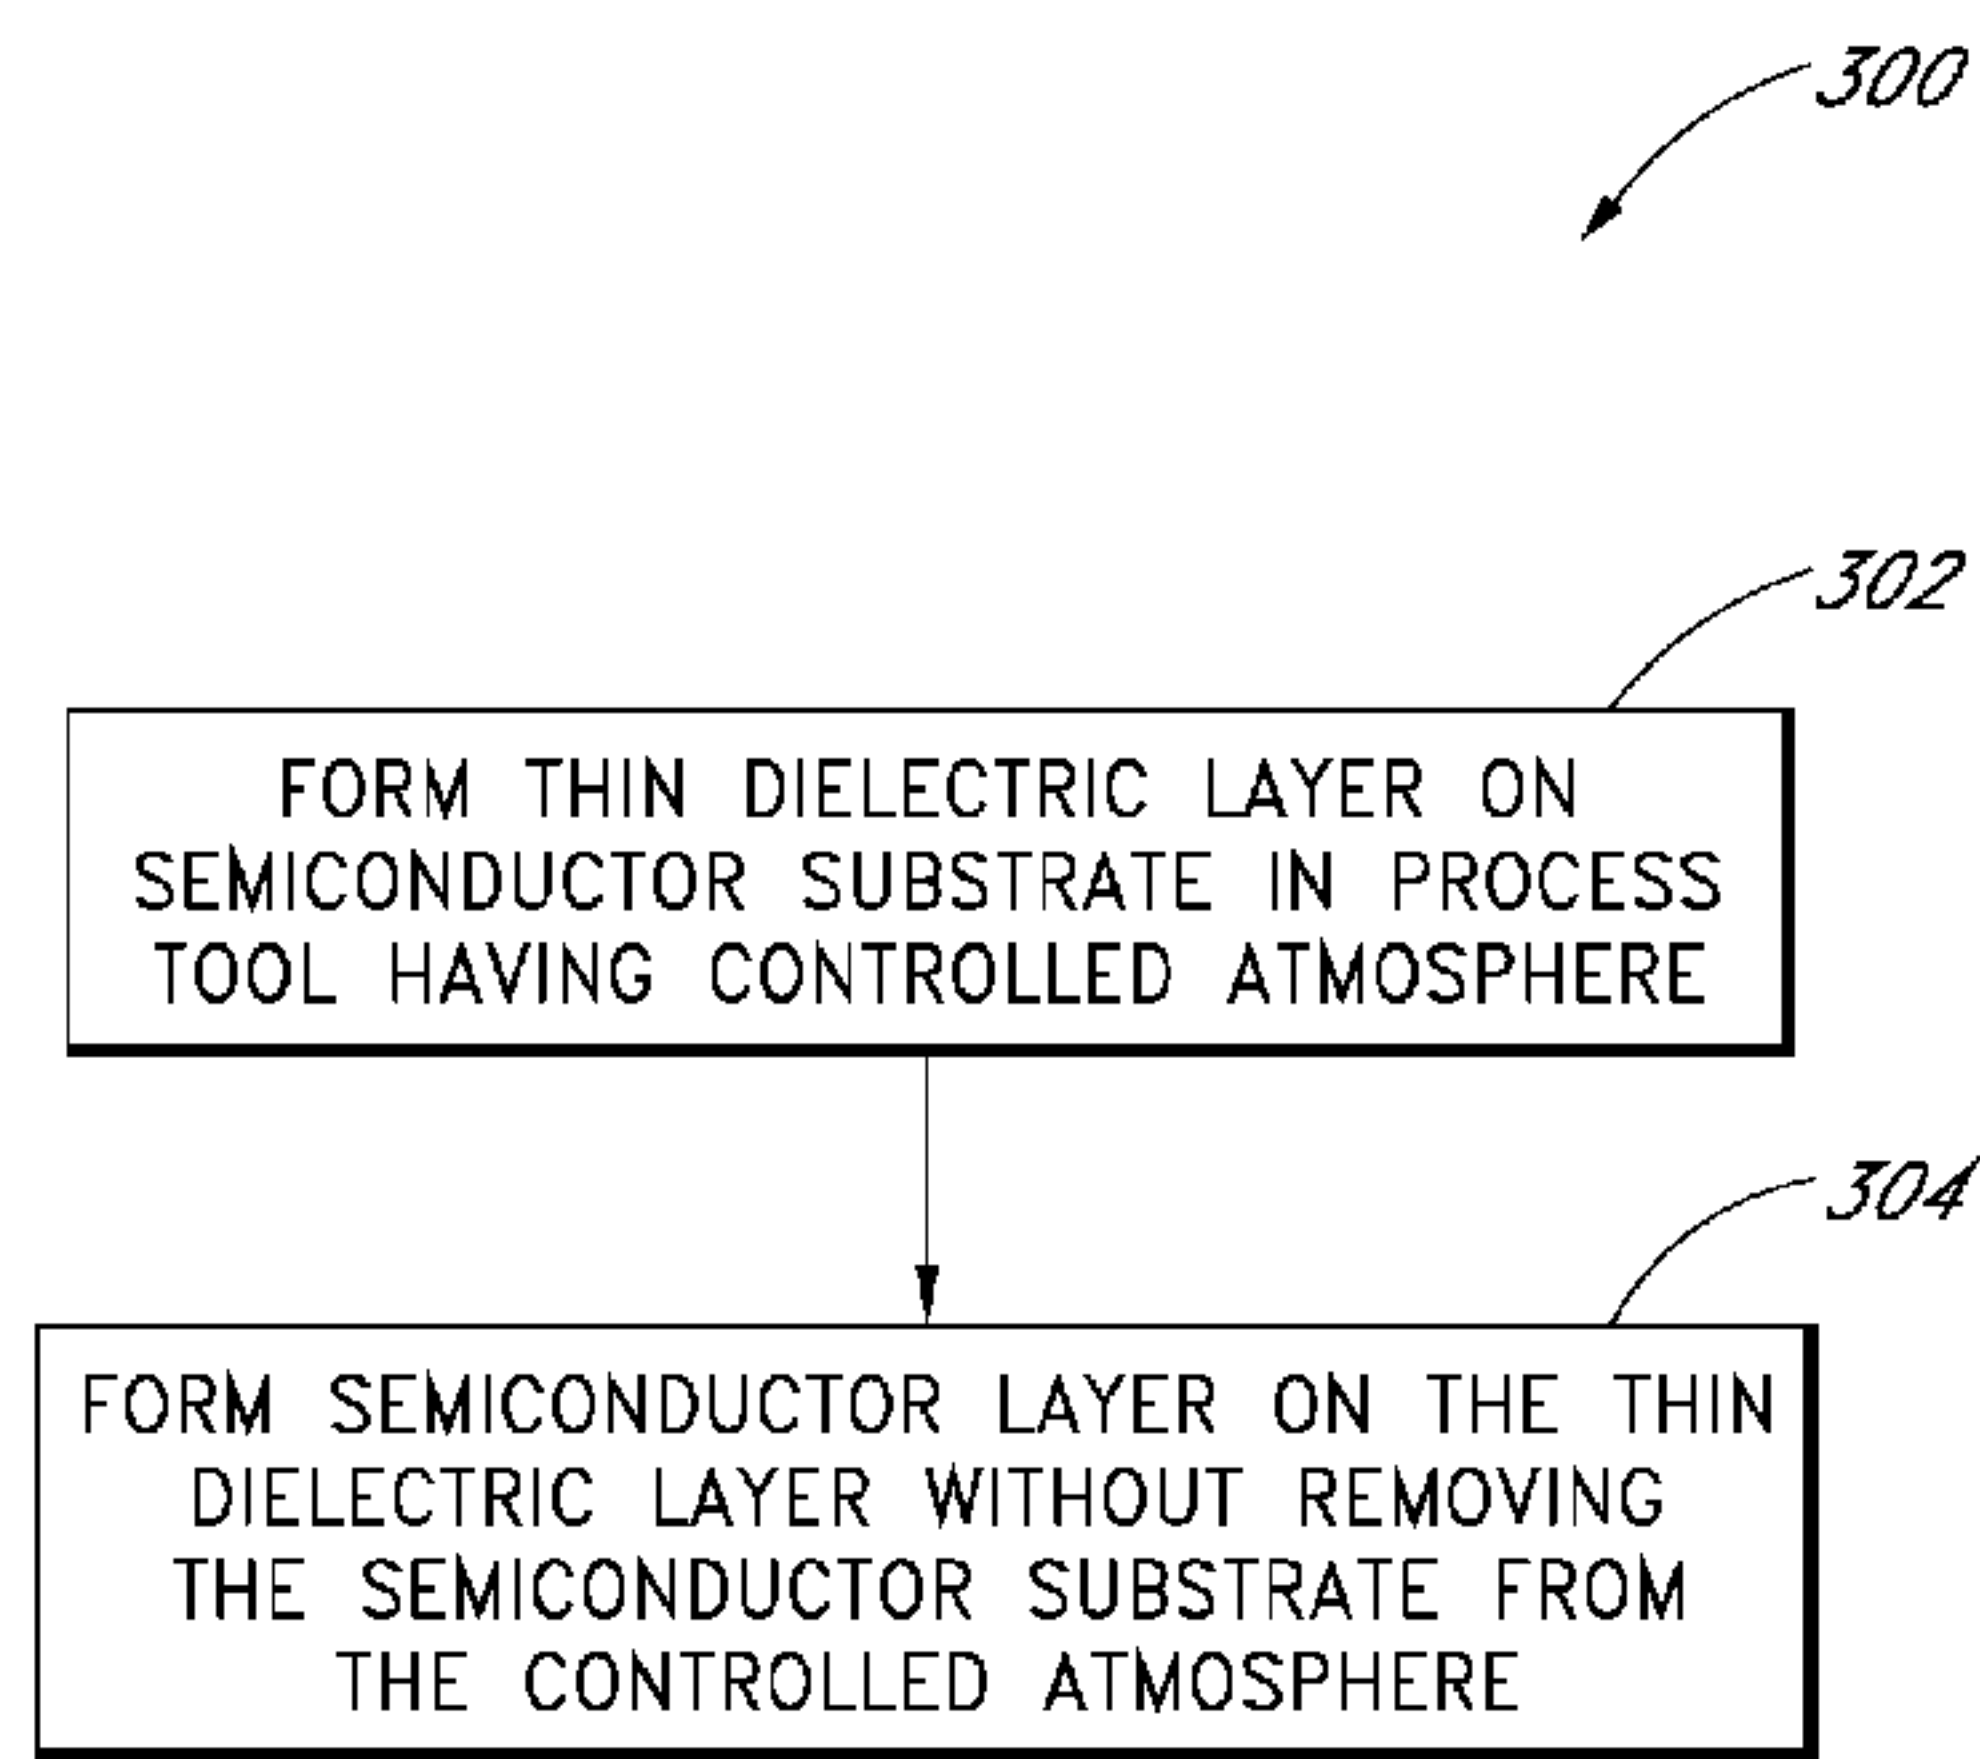 300
302
FORM THIN DIELECTRIC LAYER ON
SEMICONDUCTOR SUBSTRATE IN PROCESS
TOOL HAVING CONTROLLED ATMOSPHERE
304
FORM SEMICONDUCTOR LAYER ON THE THIN
DIELECTRIC LAYER WITHOUT REMOVING
THE SEMICONDUCTOR SUBSTRATE FROM
THE CONTROLLED ATMOSPHERE